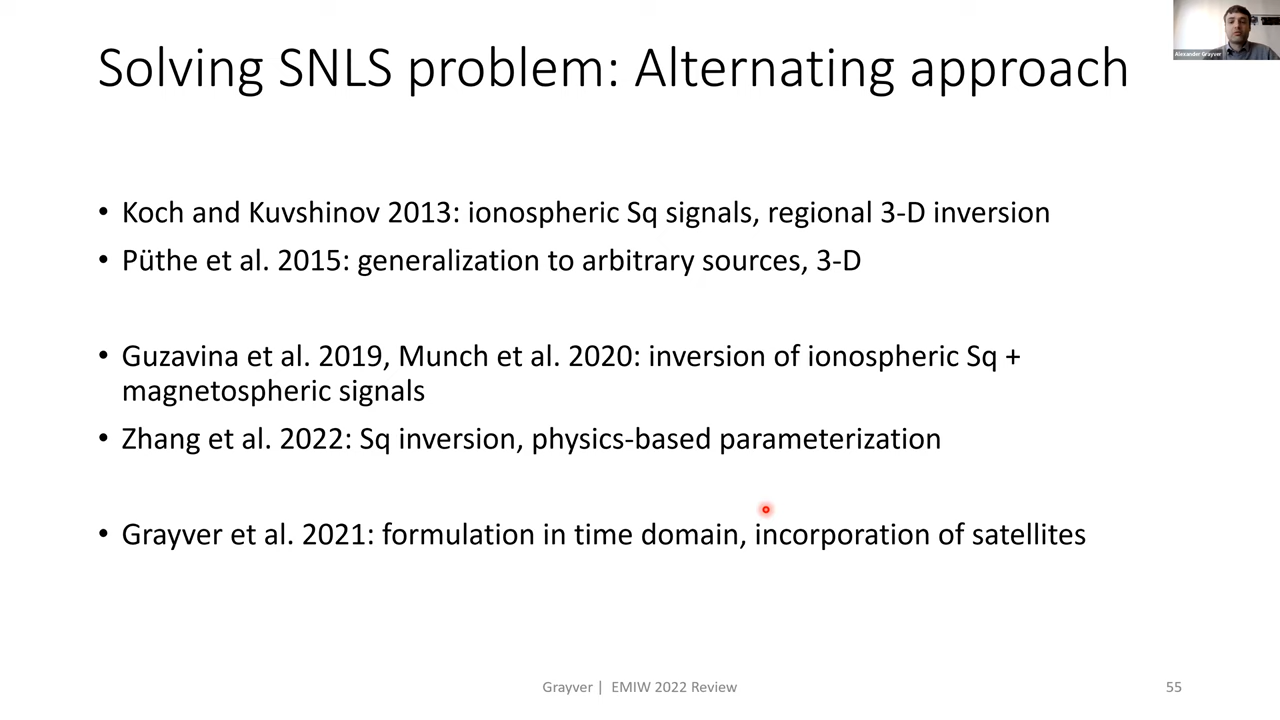 Solving SNLS problem: Alternating approach
Alexander Grayver
• Koch and Kuvshinov 2013: ionospheric Sq signals, regional 3-D inversion
• Püthe et al. 2015: generalization to arbitrary sources, 3-D
• Guzavina et al. 2019, Munch et al. 2020: inversion of ionospheric Sq +
magnetospheric signals
• Zhang et al. 2022: Sq inversion, physics-based parameterization
• Grayver et al. 2021: formulation in time domain, incorporation of satellites
Grayver | EMIW 2022 Review
55